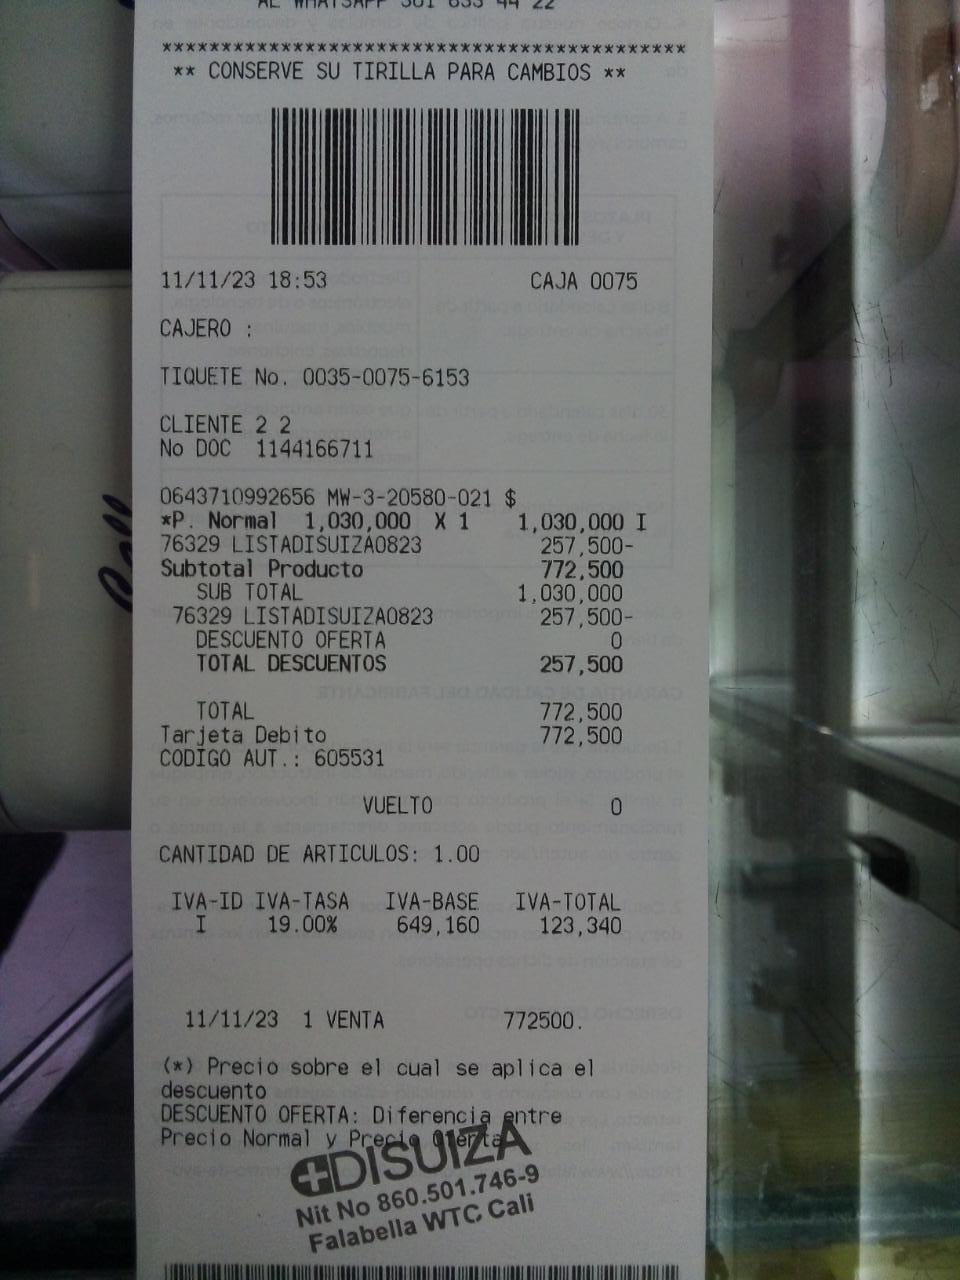 AL WHATSAPP 301 633 44 22
********************************************
** CONSERVE SU TIRILLA PARA CAMBIOS **
11/11/23 18:53 CAJA 0075
CAJERO :
TIQUETE No. 0035-0075-6153
CLIENTE 2 2
No DOC 1144166711
0643710992656 MW-3-20580-021 $
*P. Normal 1,030,000 X 1 1,030,000 I
76329 LISTADISUIZA0823 257,500-
Subtotal Producto 772,500
SUB TOTAL 1,030,000
76329 LISTADISUIZA0823 257,500-
DESCUENTO OFERTA 0
TOTAL DESCUENTOS 257,500
TOTAL 772,500
Tarjeta Debito 772,500
CODIGO AUT.: 605531
VUELTO 0
CANTIDAD DE ARTICULOS: 1.00
IVA-ID IVA-TASA IVA-BASE IVA-TOTAL
I 19.00% 649,160 123,340
11/11/23 1 VENTA 772500.
(*) Precio sobre el cual se aplica el
descuento
DESCUENTO OFERTA: Diferencia entre
Precio Normal y Precio Oferta
DISUIZA
Nit No 860.501.746-9
Falabella WTC Cali